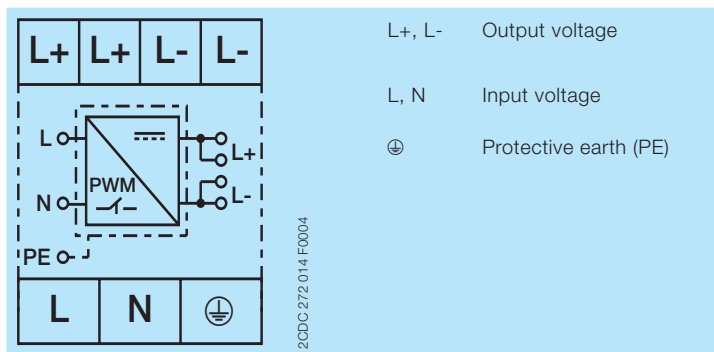 L+ L+ L- L-
L
L+
PWM
N
L-
PE
L N
2CDC 272 014 F0004
L+, L- Output voltage
L, N Input voltage
Protective earth (PE)